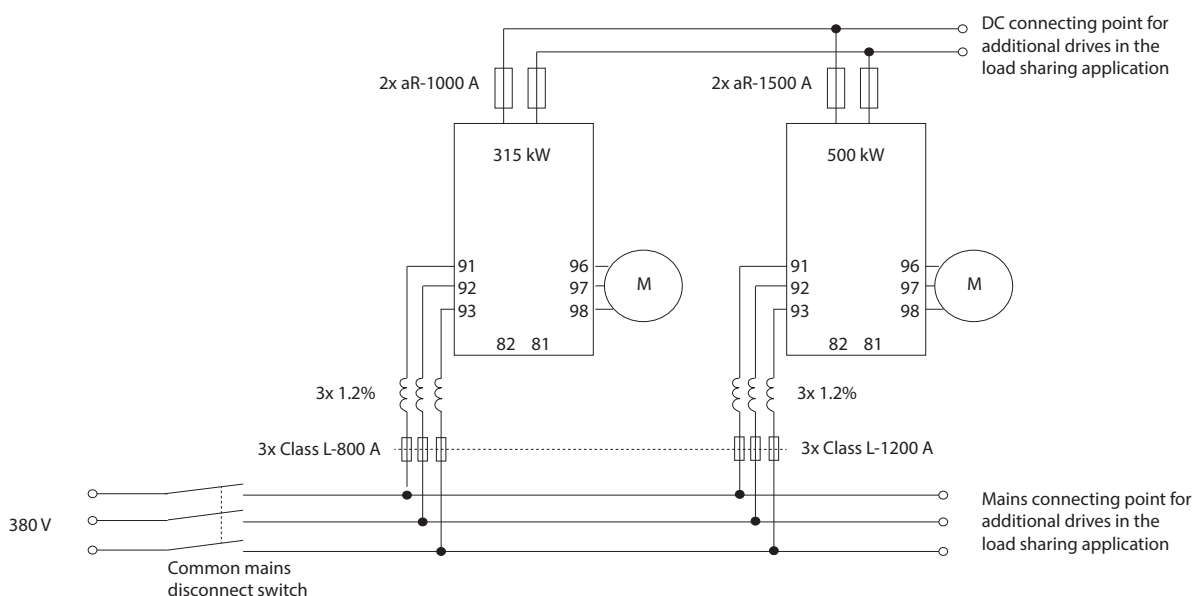 DC connecting point for
additional drives in the
load sharing application
2x aR-1000 A
2x aR-1500 A
315 kW
500 kW
91
92
93
96
97
98
M
82 81
91
92
93
96
97
98
M
82 81
3x 1.2%
3x 1.2%
3x Class L-800 A
3x Class L-1200 A
380 V
Mains connecting point for
additional drives in the
load sharing application
Common mains
disconnect switch